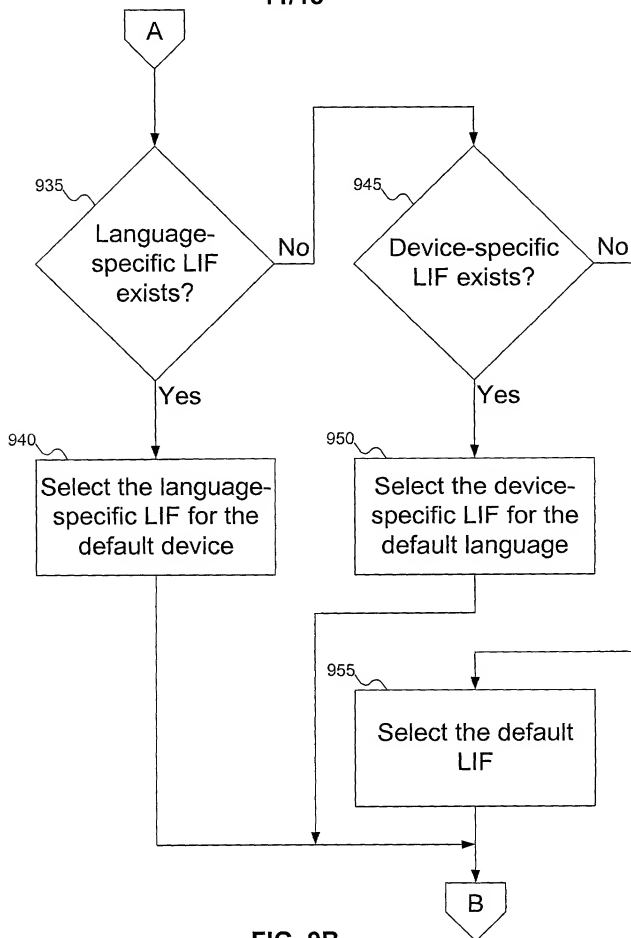 A
935
Language-
specific LIF
exists?
No
Yes
945
Device-specific
LIF exists?
No
Yes
940
Select the language-
specific LIF for the
default device
950
Select the device-
specific LIF for the
default language
955
Select the default
LIF
B